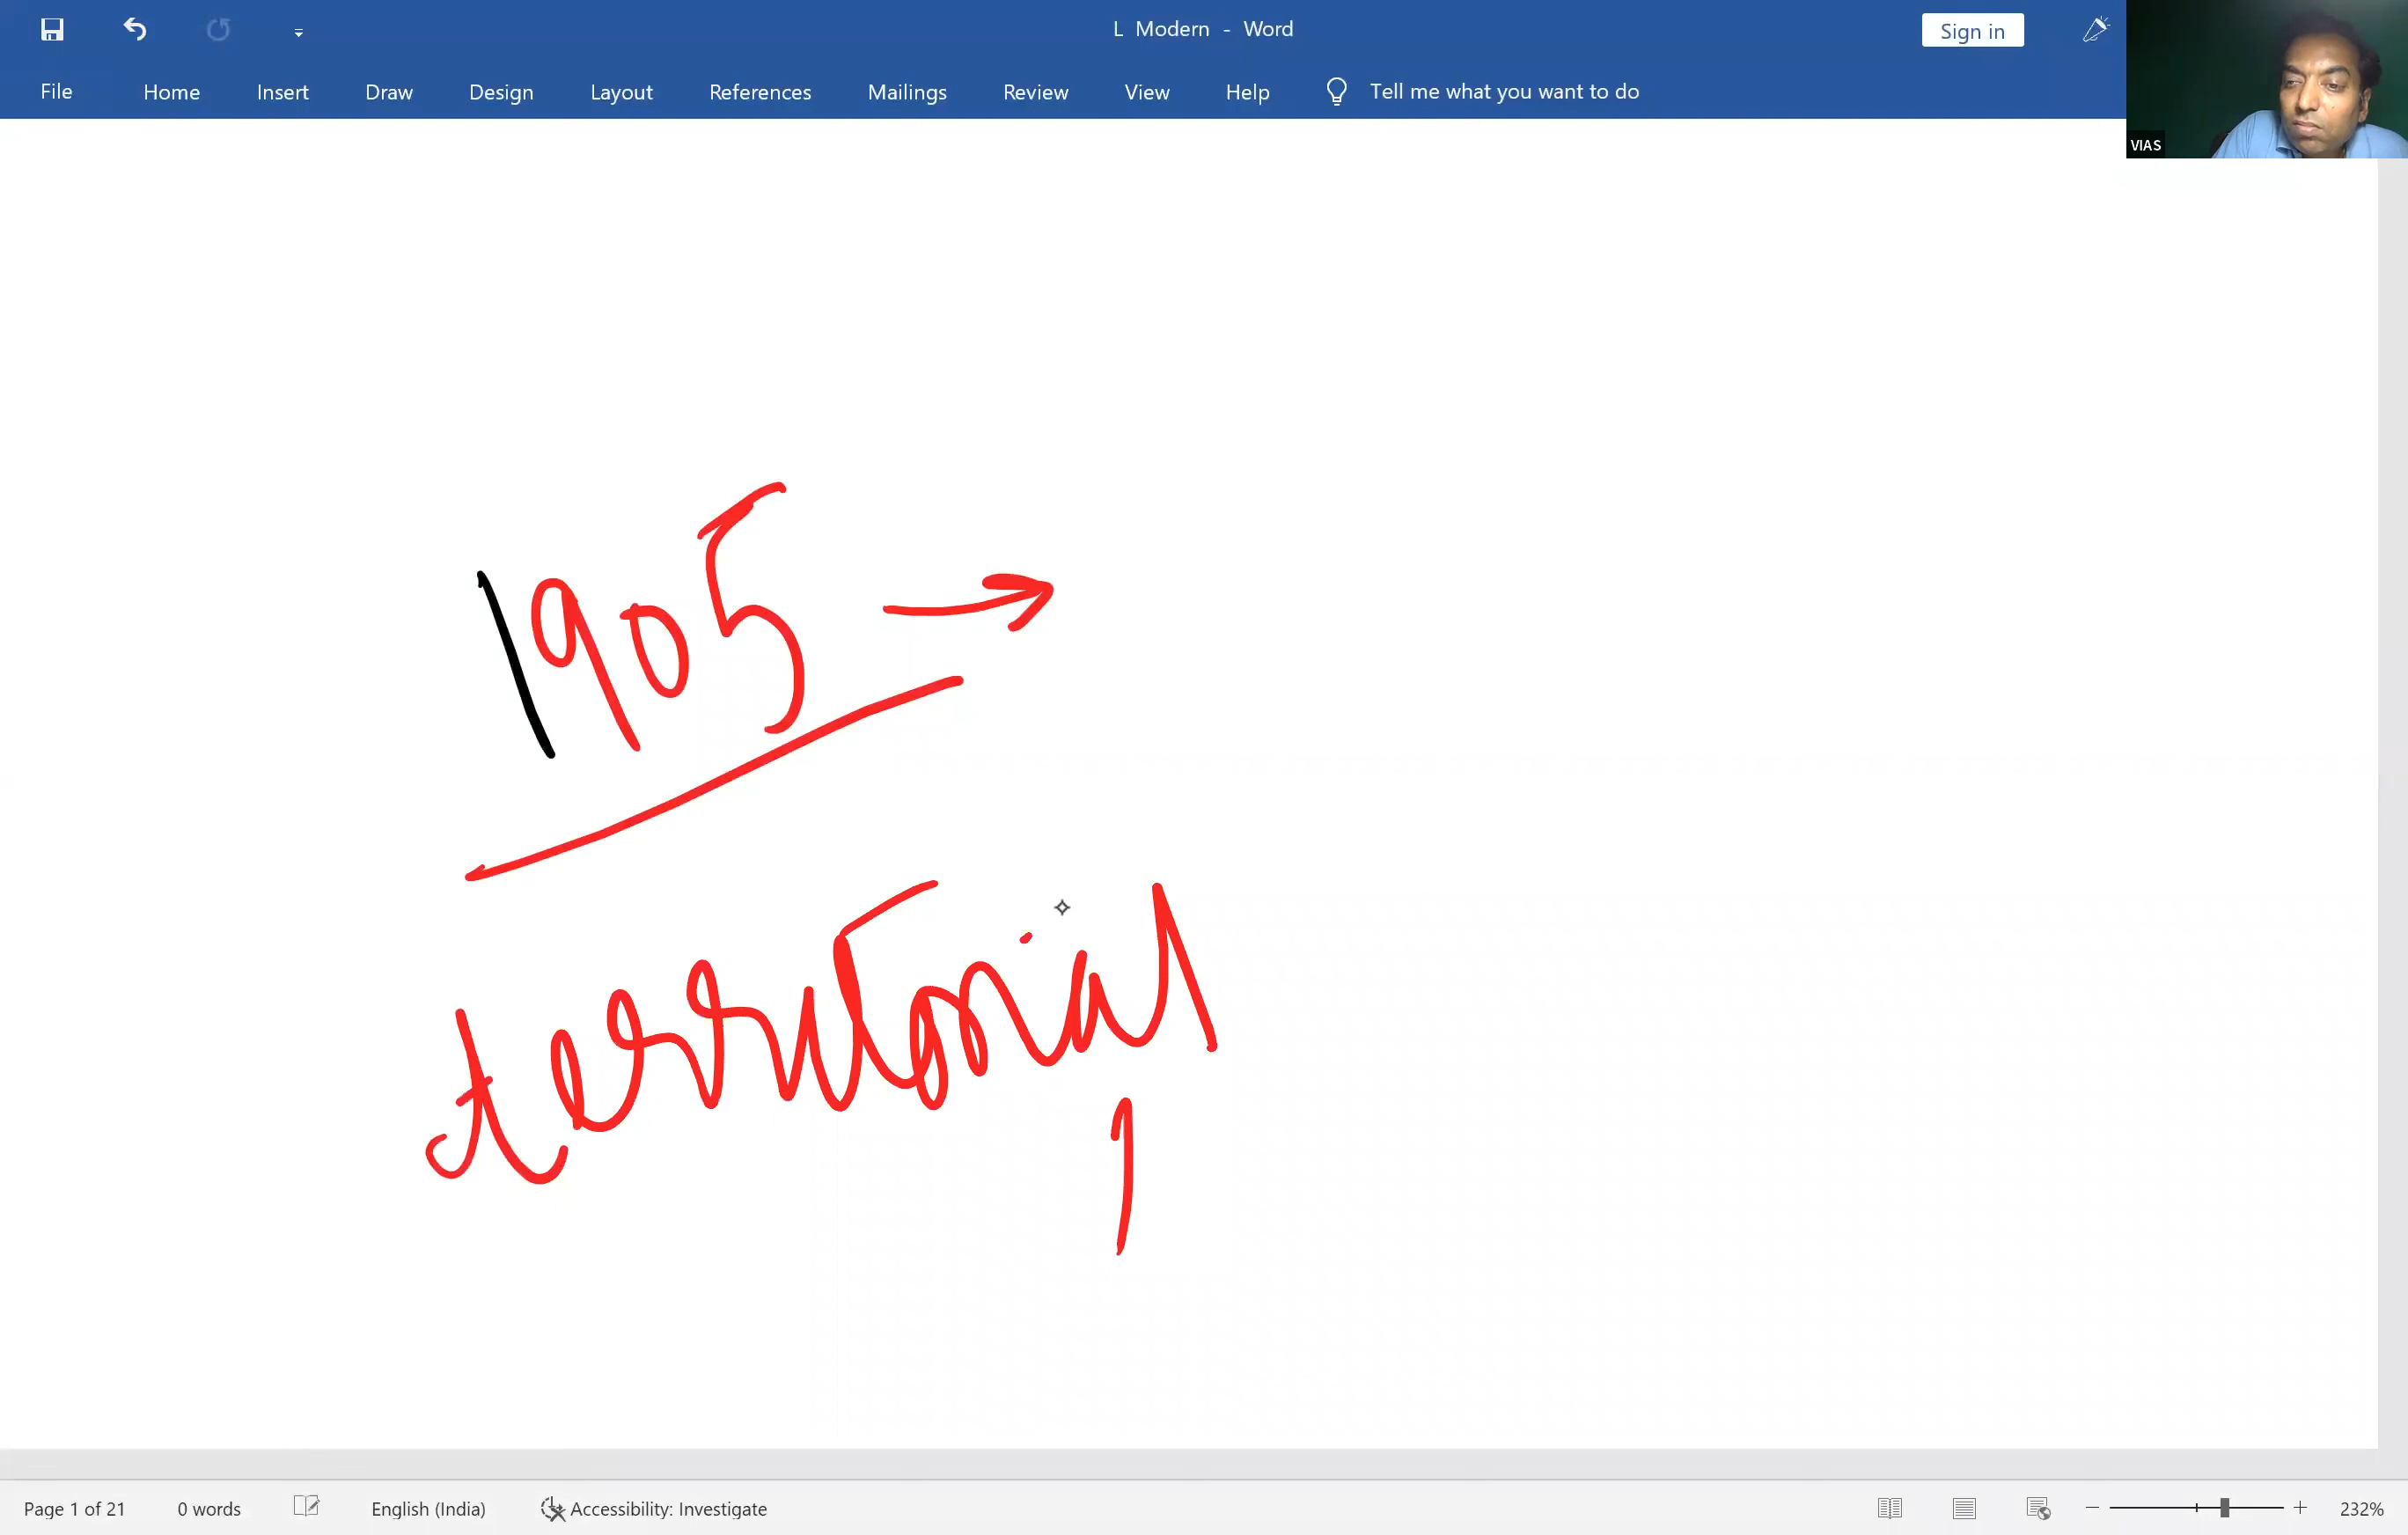 L Modern - Word
Sign in
File Home Insert Draw Design Layout References Mailings Review View Help Tell me what you want to do
VIAS
1905 →
territorial
Page 1 of 21 0 words English (India) Accessibility: Investigate 232%